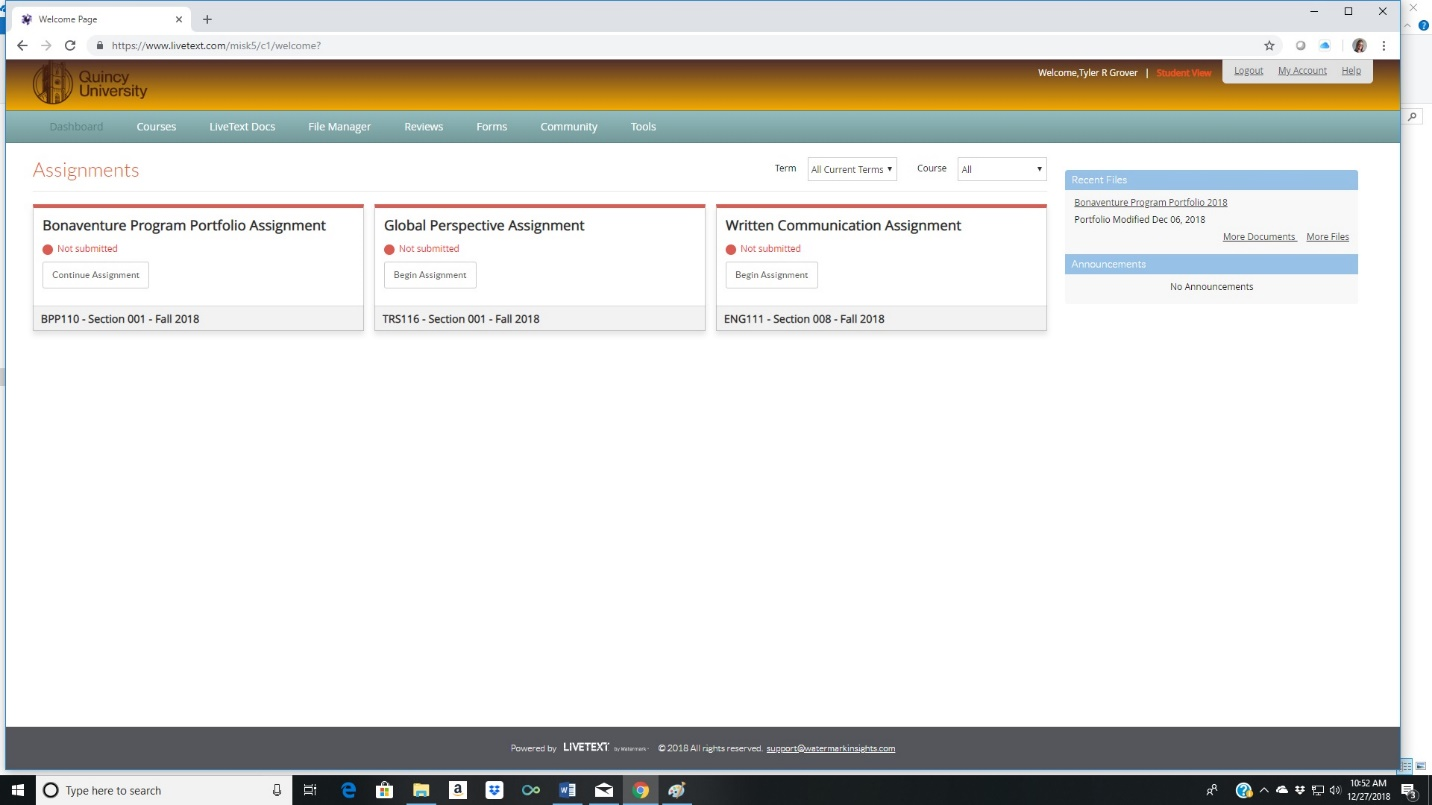 Welcome Page
https://www.livetext.com/misk5/c1/welcome?
Quincy
University
Welcome,Tyler R Grover | Student View
Logout My Account Help
Dashboard Courses LiveText Docs File Manager Reviews Forms Community Tools
Assignments
Term All Current Terms Course All
Bonaventure Program Portfolio Assignment
Not submitted
Continue Assignment
BPP110 - Section 001 - Fall 2018
Global Perspective Assignment
Not submitted
Begin Assignment
TRS116 - Section 001 - Fall 2018
Written Communication Assignment
Not submitted
Begin Assignment
ENG111 - Section 008 - Fall 2018
Recent Files
Bonaventure Program Portfolio 2018
Portfolio Modified Dec 06, 2018
More Documents More Files
Announcements
No Announcements
Powered by LIVETEXT by Watermark © 2018 All rights reserved. support@watermarkinsights.com
Type here to search
10:52 AM
12/27/2018
3